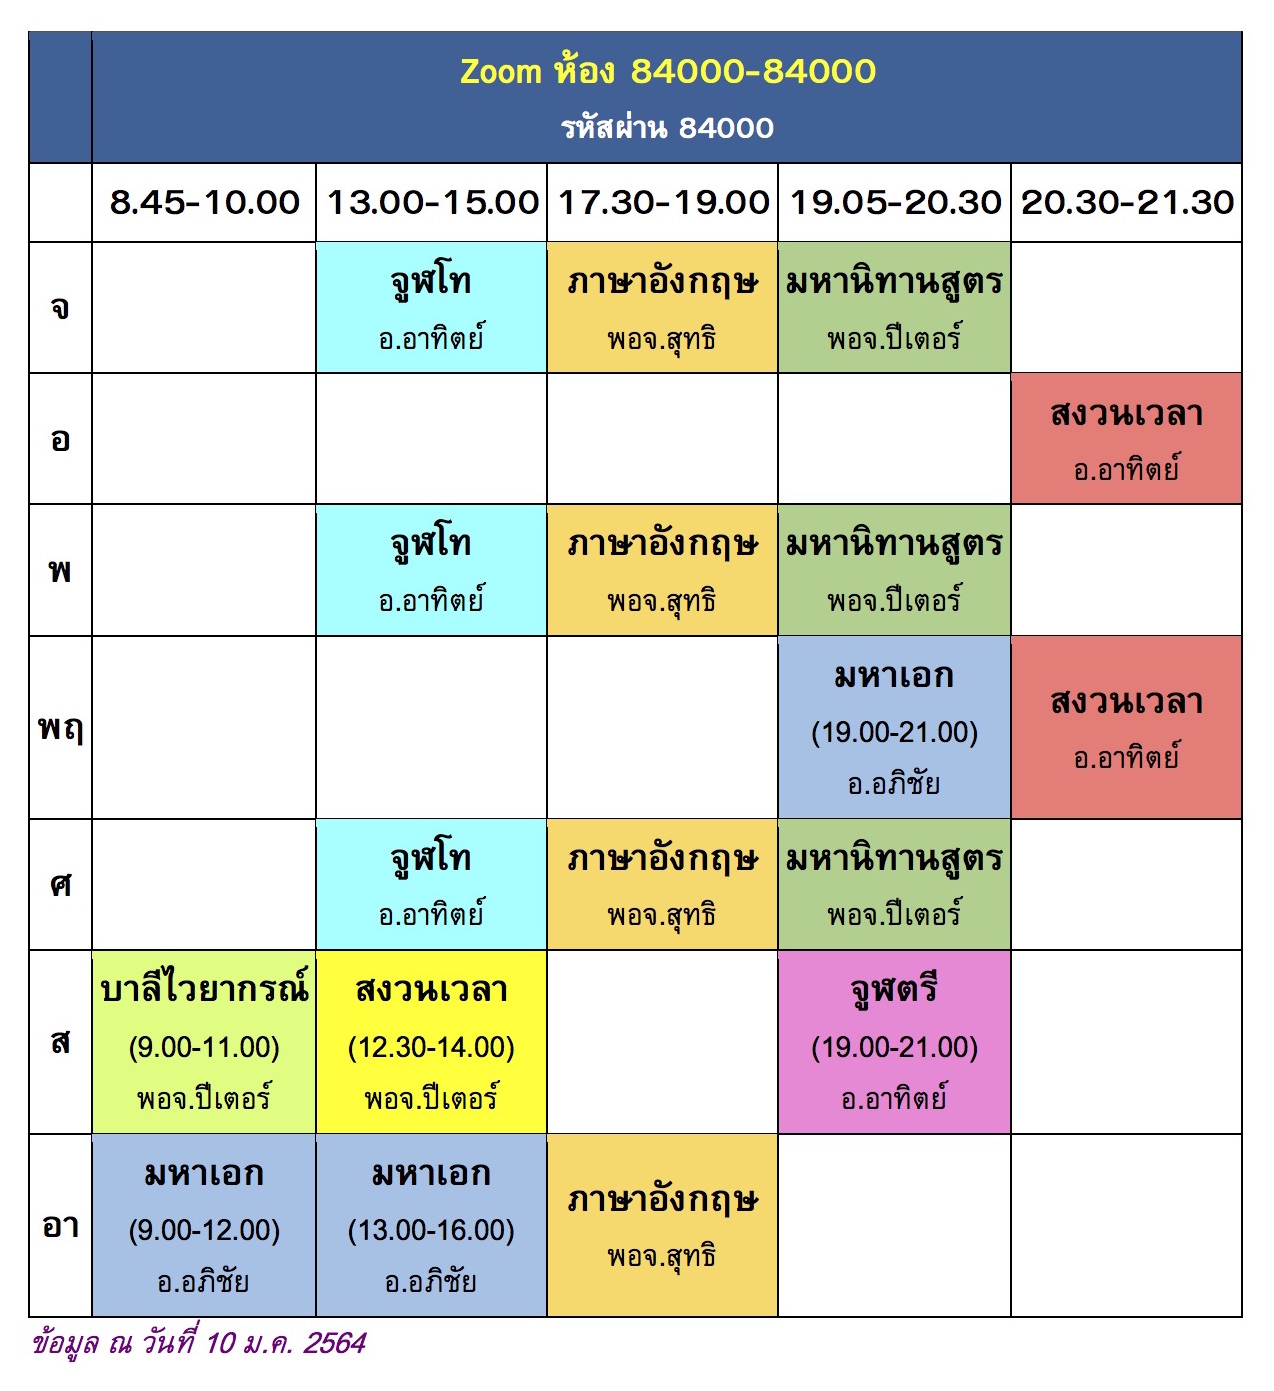 Zoom ห้อง 84000-84000
รหัสผ่าน 84000
8.45-10.00 13.00-15.00 17.30-19.00 19.05-20.30 20.30-21.30
จ
จูฬโท
อ.อาทิตย์
ภาษาอังกฤษ
พอจ.สุทธิ
มหานิทานสูตร
พอจ.ปีเตอร์
อ
สงวนเวลา
อ.อาทิตย์
พ
จูฬโท
อ.อาทิตย์
ภาษาอังกฤษ
พอจ.สุทธิ
มหานิทานสูตร
พอจ.ปีเตอร์
พฤ
มหาเอก
(19.00-21.00)
อ.อภิชัย
สงวนเวลา
อ.อาทิตย์
ศ
จูฬโท
อ.อาทิตย์
ภาษาอังกฤษ
พอจ.สุทธิ
มหานิทานสูตร
พอจ.ปีเตอร์
ส
บาลีไวยากรณ์
(9.00-11.00)
พอจ.ปีเตอร์
สงวนเวลา
(12.30-14.00)
พอจ.ปีเตอร์
จูฬตรี
(19.00-21.00)
อ.อาทิตย์
อา
มหาเอก
(9.00-12.00)
อ.อภิชัย
มหาเอก
(13.00-16.00)
อ.อภิชัย
ภาษาอังกฤษ
พอจ.สุทธิ
ข้อมูล ณ วันที่ 10 ม.ค. 2564